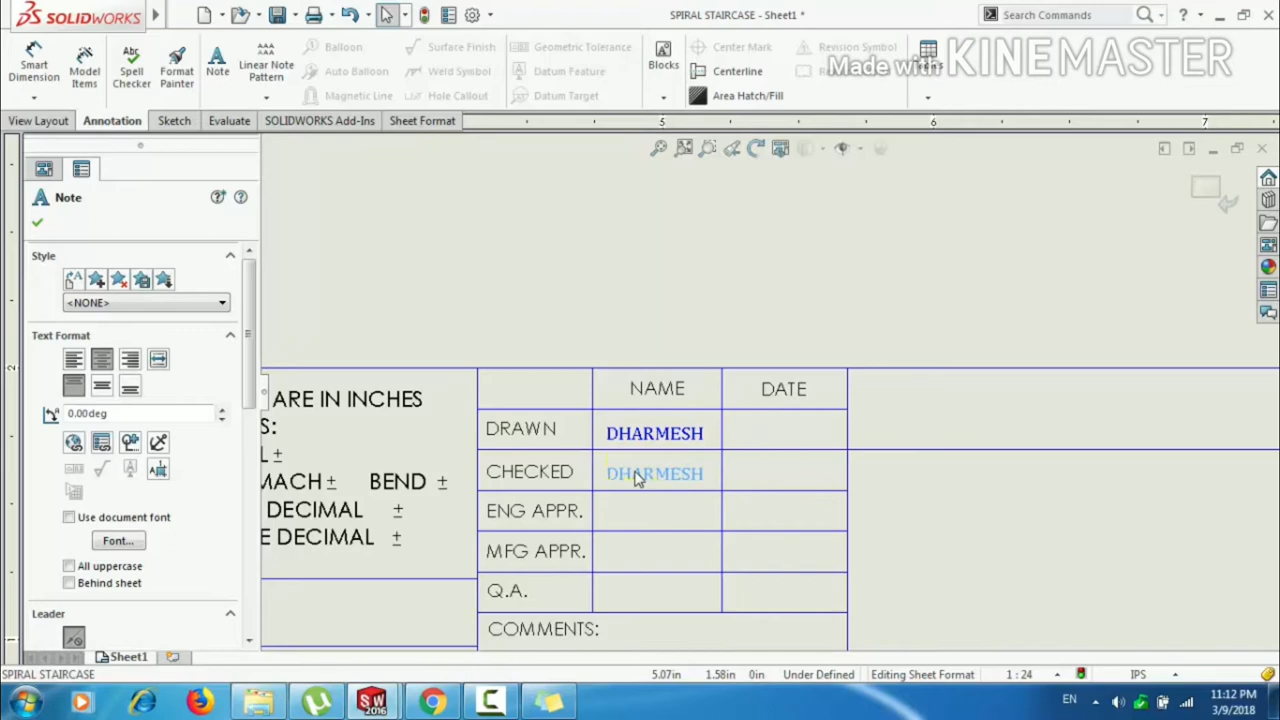 SOLIDWORKS
SPIRAL STAIRCASE - Sheet1 *
Search Commands
Smart Dimension
Model Items
Spell Checker
Format Painter
Note
Linear Note Pattern
Balloon
Auto Balloon
Magnetic Line
Surface Finish
Weld Symbol
Hole Callout
Geometric Tolerance
Datum Feature
Datum Target
Blocks
Center Mark
Centerline
Area Hatch/Fill
Revision Symbol
Made with KINEMASTER
View Layout
Annotation
Sketch
Evaluate
SOLIDWORKS Add-Ins
Sheet Format
5
6
7
Note
Style
<NONE>
Text Format
0.00deg
Use document font
Font...
All uppercase
Behind sheet
Leader
2
1
ARE IN INCHES
S:
L ±
MACH ± BEND ±
DECIMAL ±
E DECIMAL ±
NAME
DATE
DRAWN
DHARMESH
CHECKED
DHARMESH
ENG APPR.
MFG APPR.
Q.A.
COMMENTS:
Sheet1
SPIRAL STAIRCASE
5.07in
1.58in
0in
Under Defined
Editing Sheet Format
1 : 24
IPS
SW
2016
EN
11:12 PM
3/9/2018